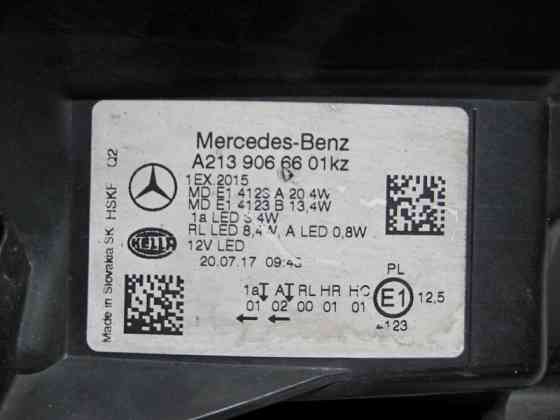 Mercedes-Benz
A213 906 66 01kz
1EX.2015
MD E1 4123 A 20.4W
MD E1 4123 B 13,4W
1a LED 3 4W
RL LED 8,4W, A LED 0,8W
12V LED
20.07.17 09:43
HELLA
Made in Slovakia SK HSKF Q2
PL
1a A RL HR HC
01 02 00 01 01
E1 12,5
4123